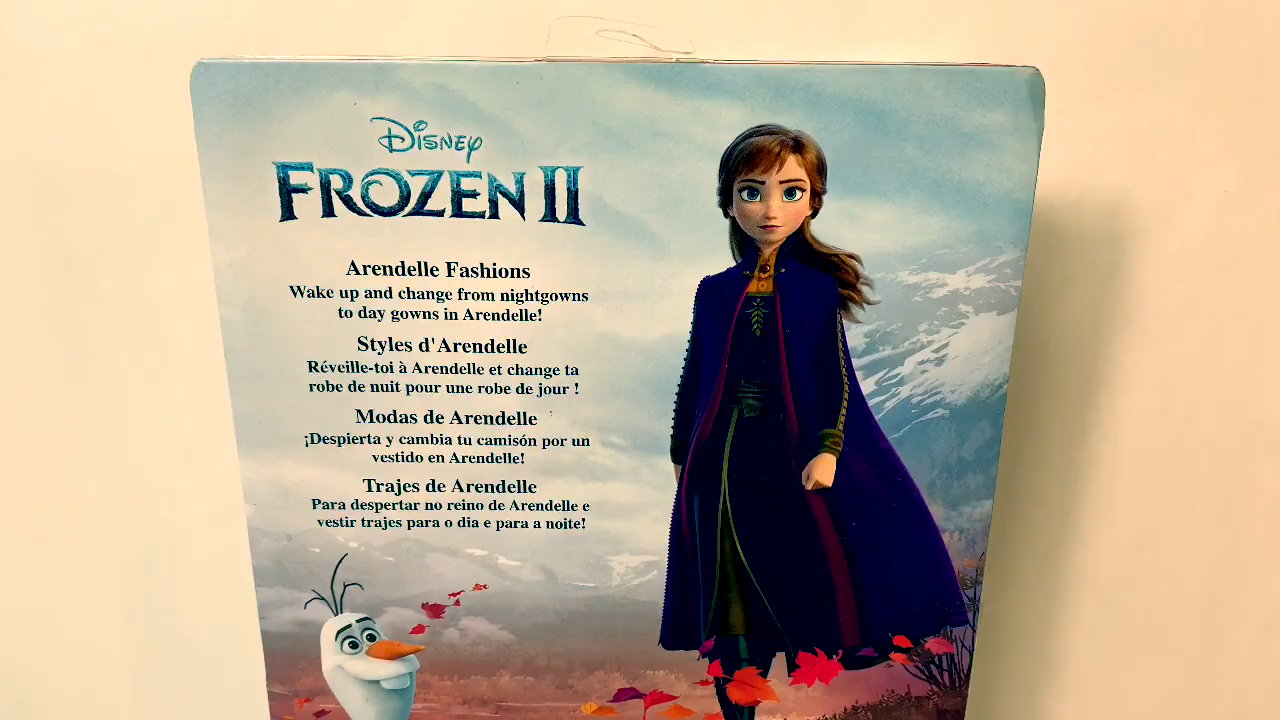 Disney
FROZEN II
Arendelle Fashions
Wake up and change from nightgowns
to day gowns in Arendelle!
Styles d'Arendelle
Réveille-toi à Arendelle et change ta
robe de nuit pour une robe de jour !
Modas de Arendelle
¡Despierta y cambia tu camisón por un
vestido en Arendelle!
Trajes de Arendelle
Para despertar no reino de Arendelle e
vestir trajes para o dia e para a noite!